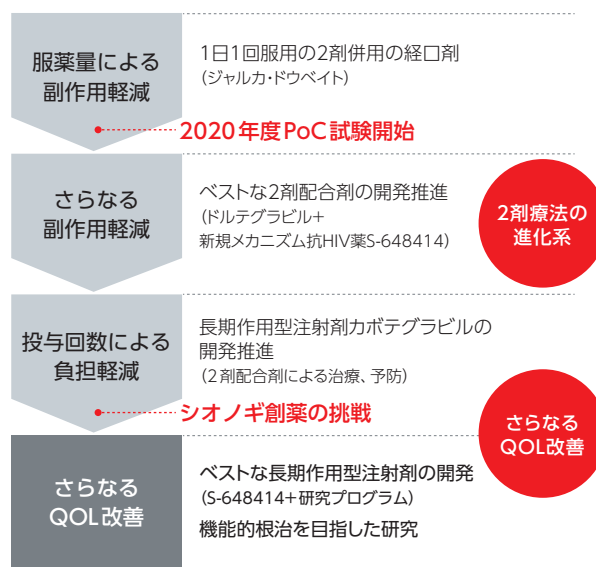 服薬量による
副作用軽減
1日1回服用の2剤併用の経口剤
（ジャルカ・ドウベイト）
2020年度PoC試験開始
さらなる
副作用軽減
ベストな2剤配合剤の開発推進
（ドルテグラビル＋
新規メカニズム抗HIV薬S-648414）
2剤療法の
進化系
投与回数による
負担軽減
長期作用型注射剤カボテグラビルの
開発推進
（2剤配合剤による治療、予防）
シオノギ創薬の挑戦
さらなる
QOL改善
さらなる
QOL改善
ベストな長期作用型注射剤の開発
（S-648414＋研究プログラム）
機能的根治を目指した研究